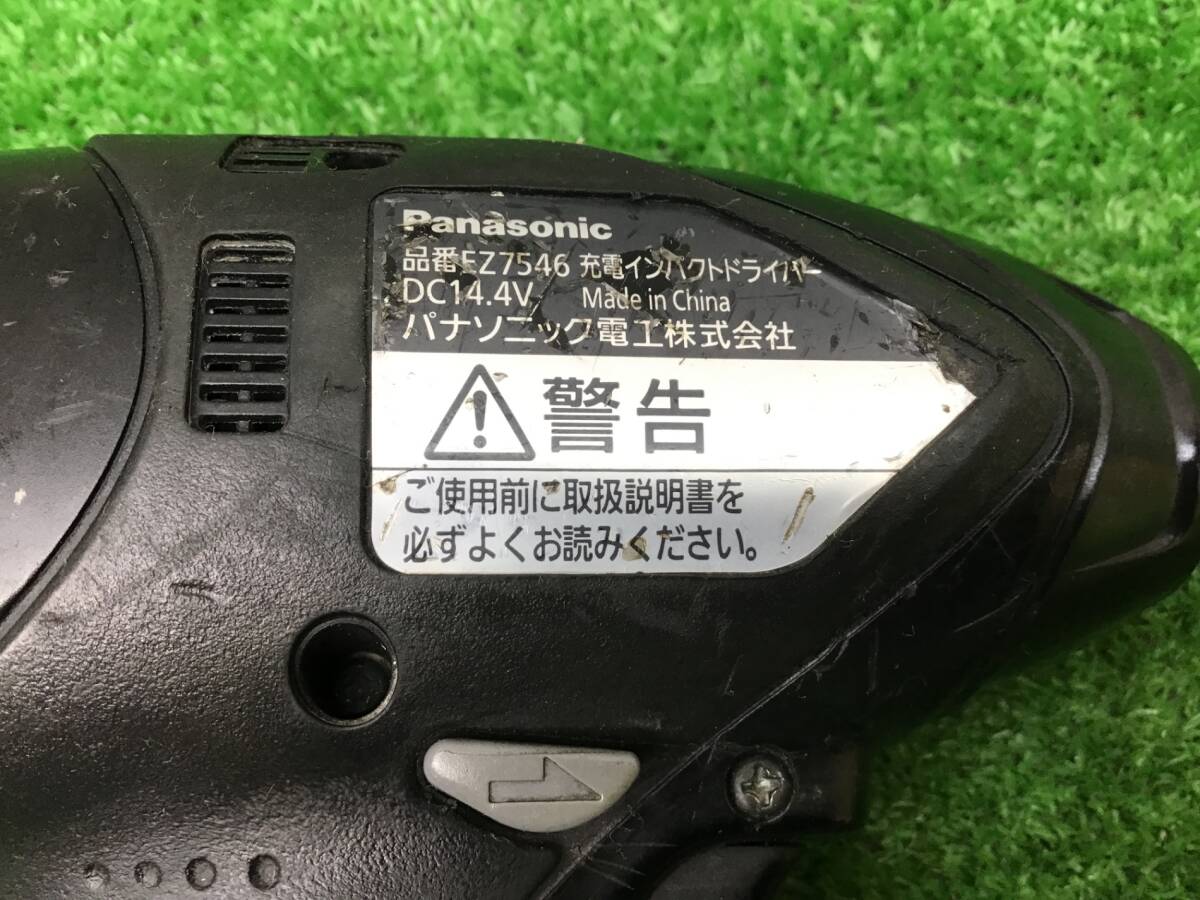 Panasonic
品番EZ7546 充電インパクトドライバー
DC14.4V Made in China
パナソニック電工株式会社
警告
ご使用前に取扱説明書を
必ずよくお読みください。